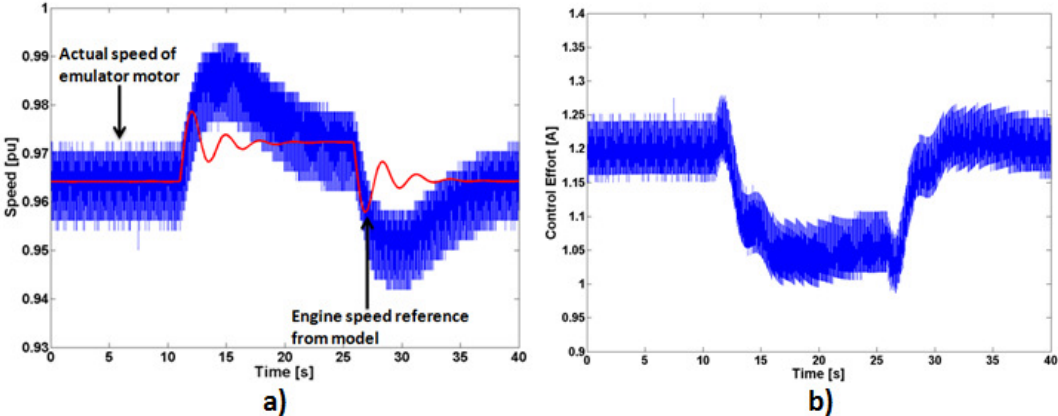 1
0.99
0.98
0.97
0.96
0.95
0.94
0.93
Speed [pu]
Actual speed of
emulator motor
Engine speed reference
from model
0 5 10 15 20 25 30 35 40
Time [s]
a)
1.4
1.35
1.3
1.25
1.2
1.15
1.1
1.05
1
0.95
0.9
Control Effort [A]
0 5 10 15 20 25 30 35 40
Time [s]
b)